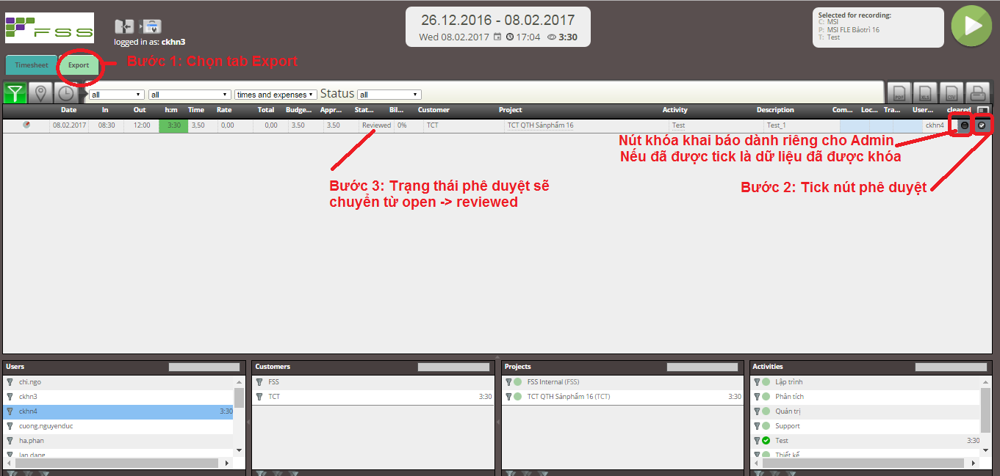 FSS
logged in as: ckhn3
26.12.2016 - 08.02.2017
Wed 08.02.2017 17:04 3:30
Selected for recording:
C: MSI
P: MSI FLE Bảotrì 16
T: Test
Timesheet Export
Bước 1: Chọn tab Export
all all times and expenses Status all
PDF XLS CSV
Date In Out h:m Time Rate Total Budge... Appr... Stat... Bil... Customer Project Activity Description Com... Loc... Tra... User... cleared
08.02.2017 08:30 12:00 3:30 3,50 0,00 0,00 3.50 3.50 Reviewed 0% TCT TCT QTH Sảnphẩm 16 Test Test_1 ckhn4
Nút khóa khai báo dành riêng cho Admin
Nếu đã được tick là dữ liệu đã được khóa
Bước 3: Trạng thái phê duyệt sẽ
chuyển từ open -> reviewed
Bước 2: Tick nút phê duyệt
Users
chi.ngo
ckhn3
ckhn4 3:30
cuong.nguyenduc
ha.phan
lan.dang
Customers
FSS
TCT 3:30
Projects
FSS Internal (FSS)
TCT QTH Sảnphẩm 16 (TCT) 3:30
Activities
Lập trình
Phân tích
Quản trị
Support
Test 3:30
Thiết kế